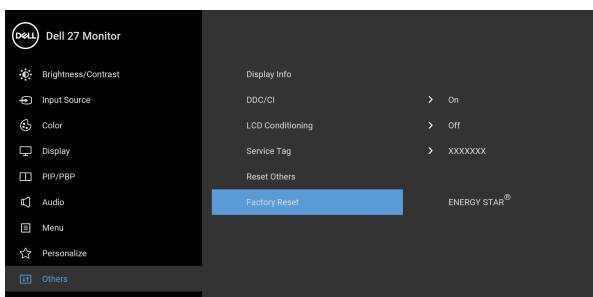 DELL
Dell 27 Monitor
Brightness/Contrast
Input Source
Color
Display
PIP/PBP
Audio
Menu
Personalize
Others
Display Info
DDC/CI > On
LCD Conditioning > Off
Service Tag > XXXXXXX
Reset Others
Factory Reset ENERGY STAR®